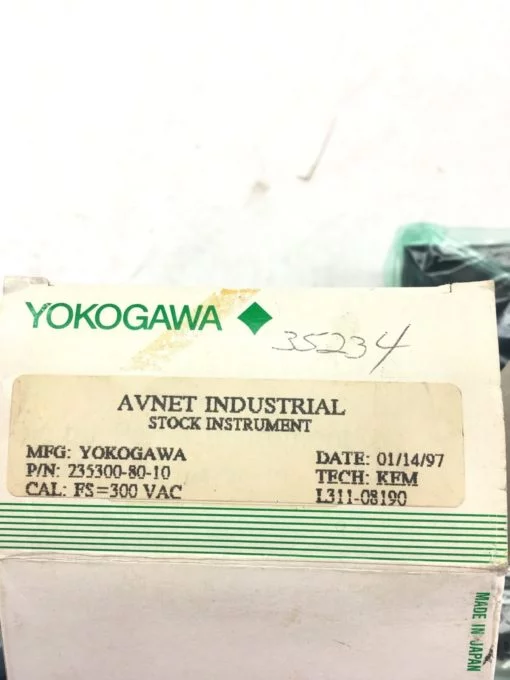 YOKOGAWA
35234
AVNET INDUSTRIAL
STOCK INSTRUMENT
MFG: YOKOGAWA DATE: 01/14/97
P/N: 235300-80-10 TECH: KEM
CAL: FS=300 VAC L311-08190
MADE IN JAPAN